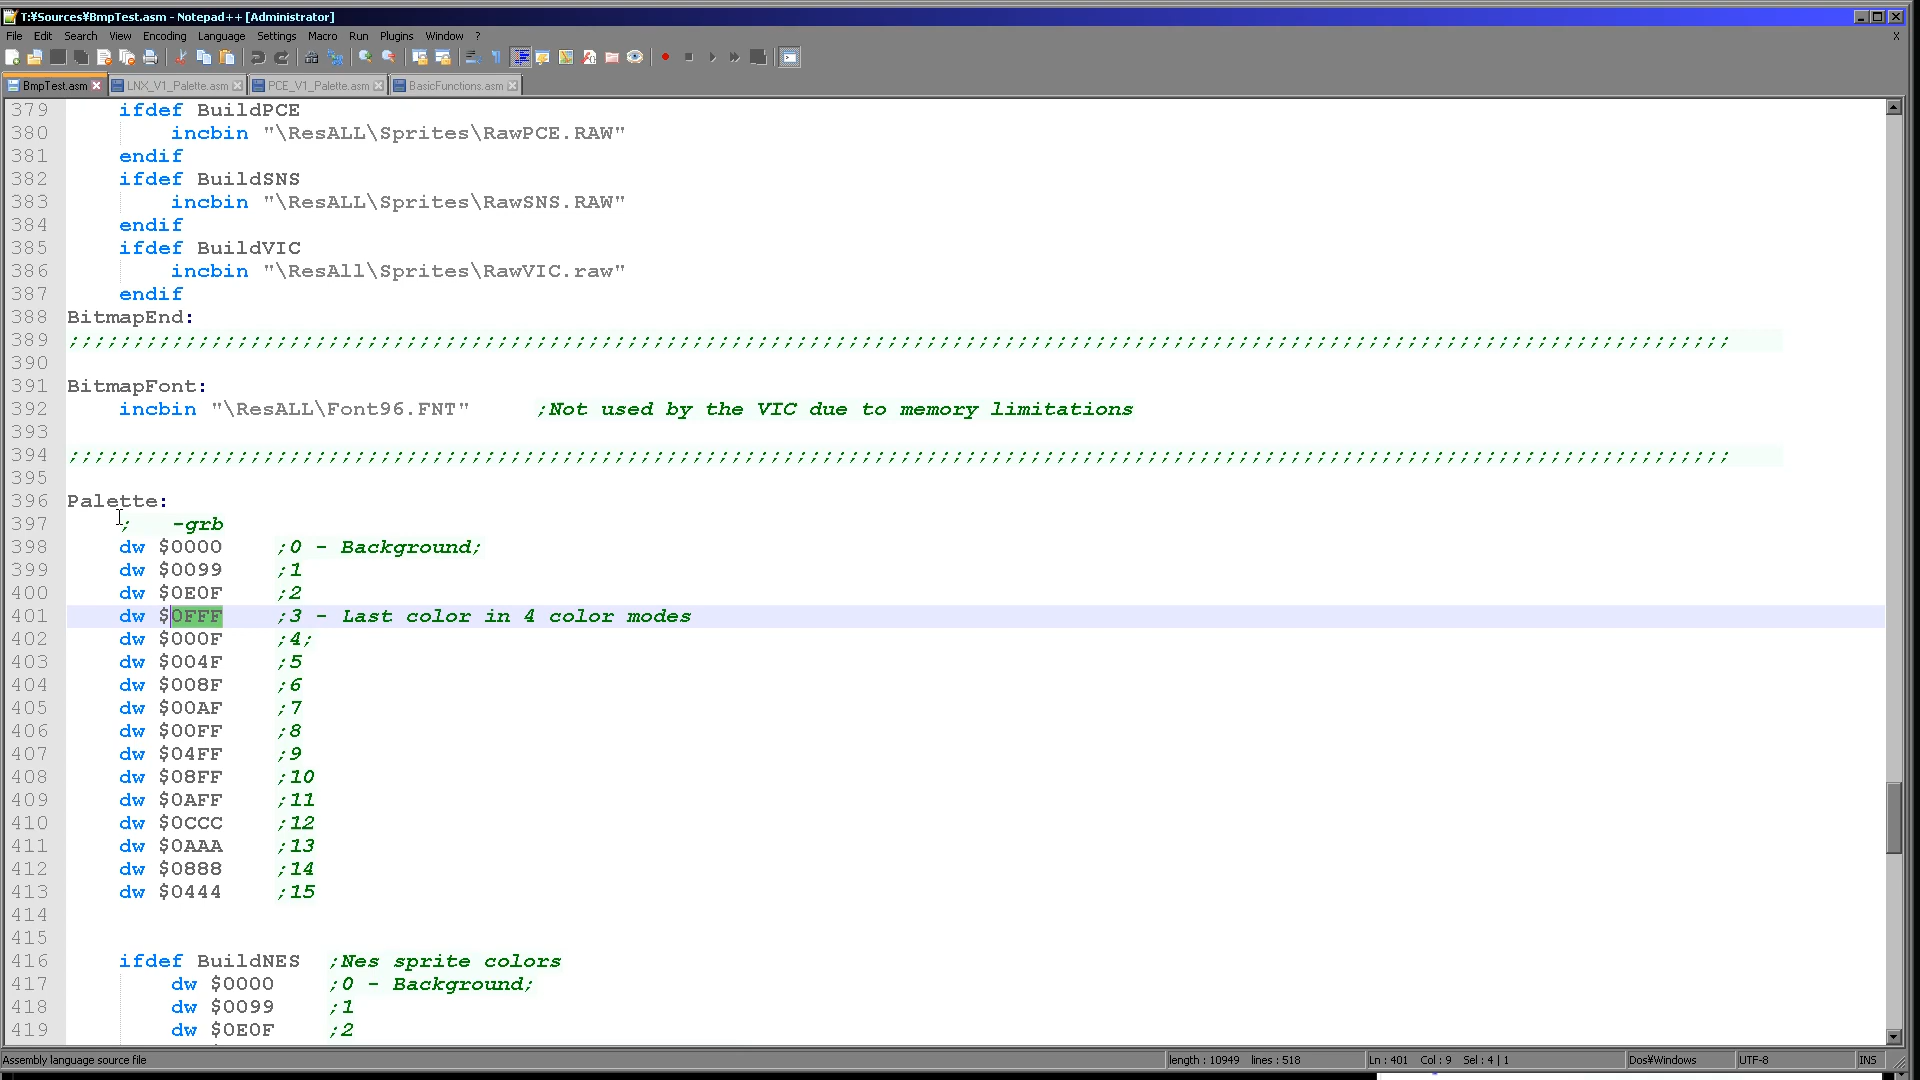 T:¥Sources¥BmpTest.asm - Notepad++ [Administrator]
File Edit Search View Encoding Language Settings Macro Run Plugins Window ? X
BmpTest.asm LNX_V1_Palette.asm PCE_V1_Palette.asm BasicFunctions.asm
379 ifdef BuildPCE
380 incbin "\ResALL\Sprites\RawPCE.RAW"
381 endif
382 ifdef BuildSNS
383 incbin "\ResALL\Sprites\RawSNS.RAW"
384 endif
385 ifdef BuildVIC
386 incbin "\ResAll\Sprites\RawVIC.raw"
387 endif
388 BitmapEnd:
389 ;;;;;;;;;;;;;;;;;;;;;;;;;;;;;;;;;;;;;;;;;;;;;;;;;;;;;;;;;;;;;;;;;;;;;;;;;;;;;;;;;;;;;;;;;;;;;;;;;;;;;;;;;;;;;;;;;;;;;;;;;;;;;;;;
390
391 BitmapFont:
392 incbin "\ResALL\Font96.FNT" ;Not used by the VIC due to memory limitations
393
394 ;;;;;;;;;;;;;;;;;;;;;;;;;;;;;;;;;;;;;;;;;;;;;;;;;;;;;;;;;;;;;;;;;;;;;;;;;;;;;;;;;;;;;;;;;;;;;;;;;;;;;;;;;;;;;;;;;;;;;;;;;;;;;;;;
395
396 Palette:
397 ; -grb
398 dw $0000 ;0 - Background;
399 dw $0099 ;1
400 dw $0E0F ;2
401 dw $0FFF ;3 - Last color in 4 color modes
402 dw $000F ;4;
403 dw $004F ;5
404 dw $008F ;6
405 dw $00AF ;7
406 dw $00FF ;8
407 dw $04FF ;9
408 dw $08FF ;10
409 dw $0AFF ;11
410 dw $0CCC ;12
411 dw $0AAA ;13
412 dw $0888 ;14
413 dw $0444 ;15
414
415
416 ifdef BuildNES ;Nes sprite colors
417 dw $0000 ;0 - Background;
418 dw $0099 ;1
419 dw $0E0F ;2
Assembly language source file length : 10949 lines : 518 Ln : 401 Col : 9 Sel : 4 | 1 Dos¥Windows UTF-8 INS